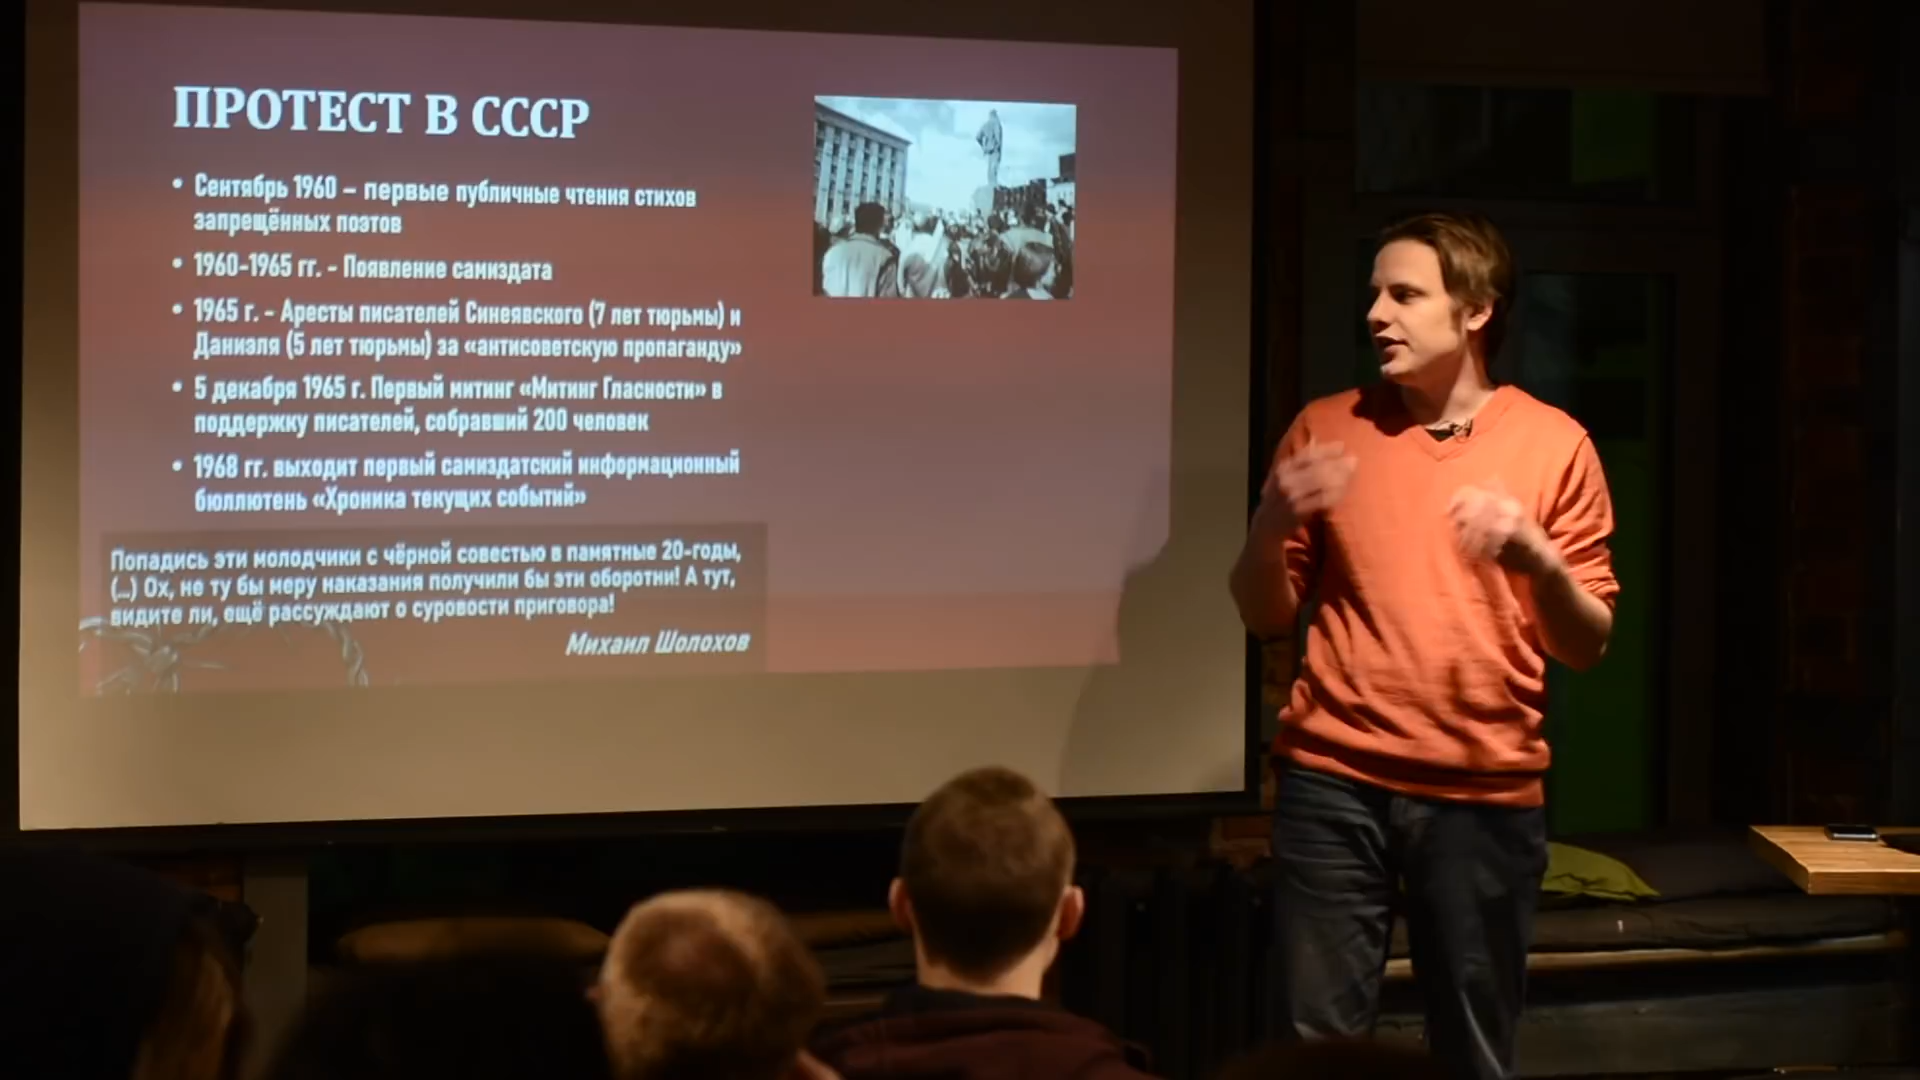 ПРОТЕСТ В СССР
• Сентябрь 1960 – первые публичные чтения стихов
запрещённых поэтов
• 1960-1965 гг. - Появление самиздата
• 1965 г. - Аресты писателей Синеявского (7 лет тюрьмы) и
Даниэля (5 лет тюрьмы) за «антисоветскую пропаганду»
• 5 декабря 1965 г. Первый митинг «Митинг Гласности» в
поддержку писателей, собравший 200 человек
• 1968 гг. выходит первый самиздатский информационный
бюллютень «Хроника текущих событий»
Попадись эти молодчики с чёрной совестью в памятные 20-годы,
(...) Ох, не ту бы меру наказания получили бы эти оборотни! А тут,
видите ли, ещё рассуждают о суровости приговора!
Михаил Шолохов